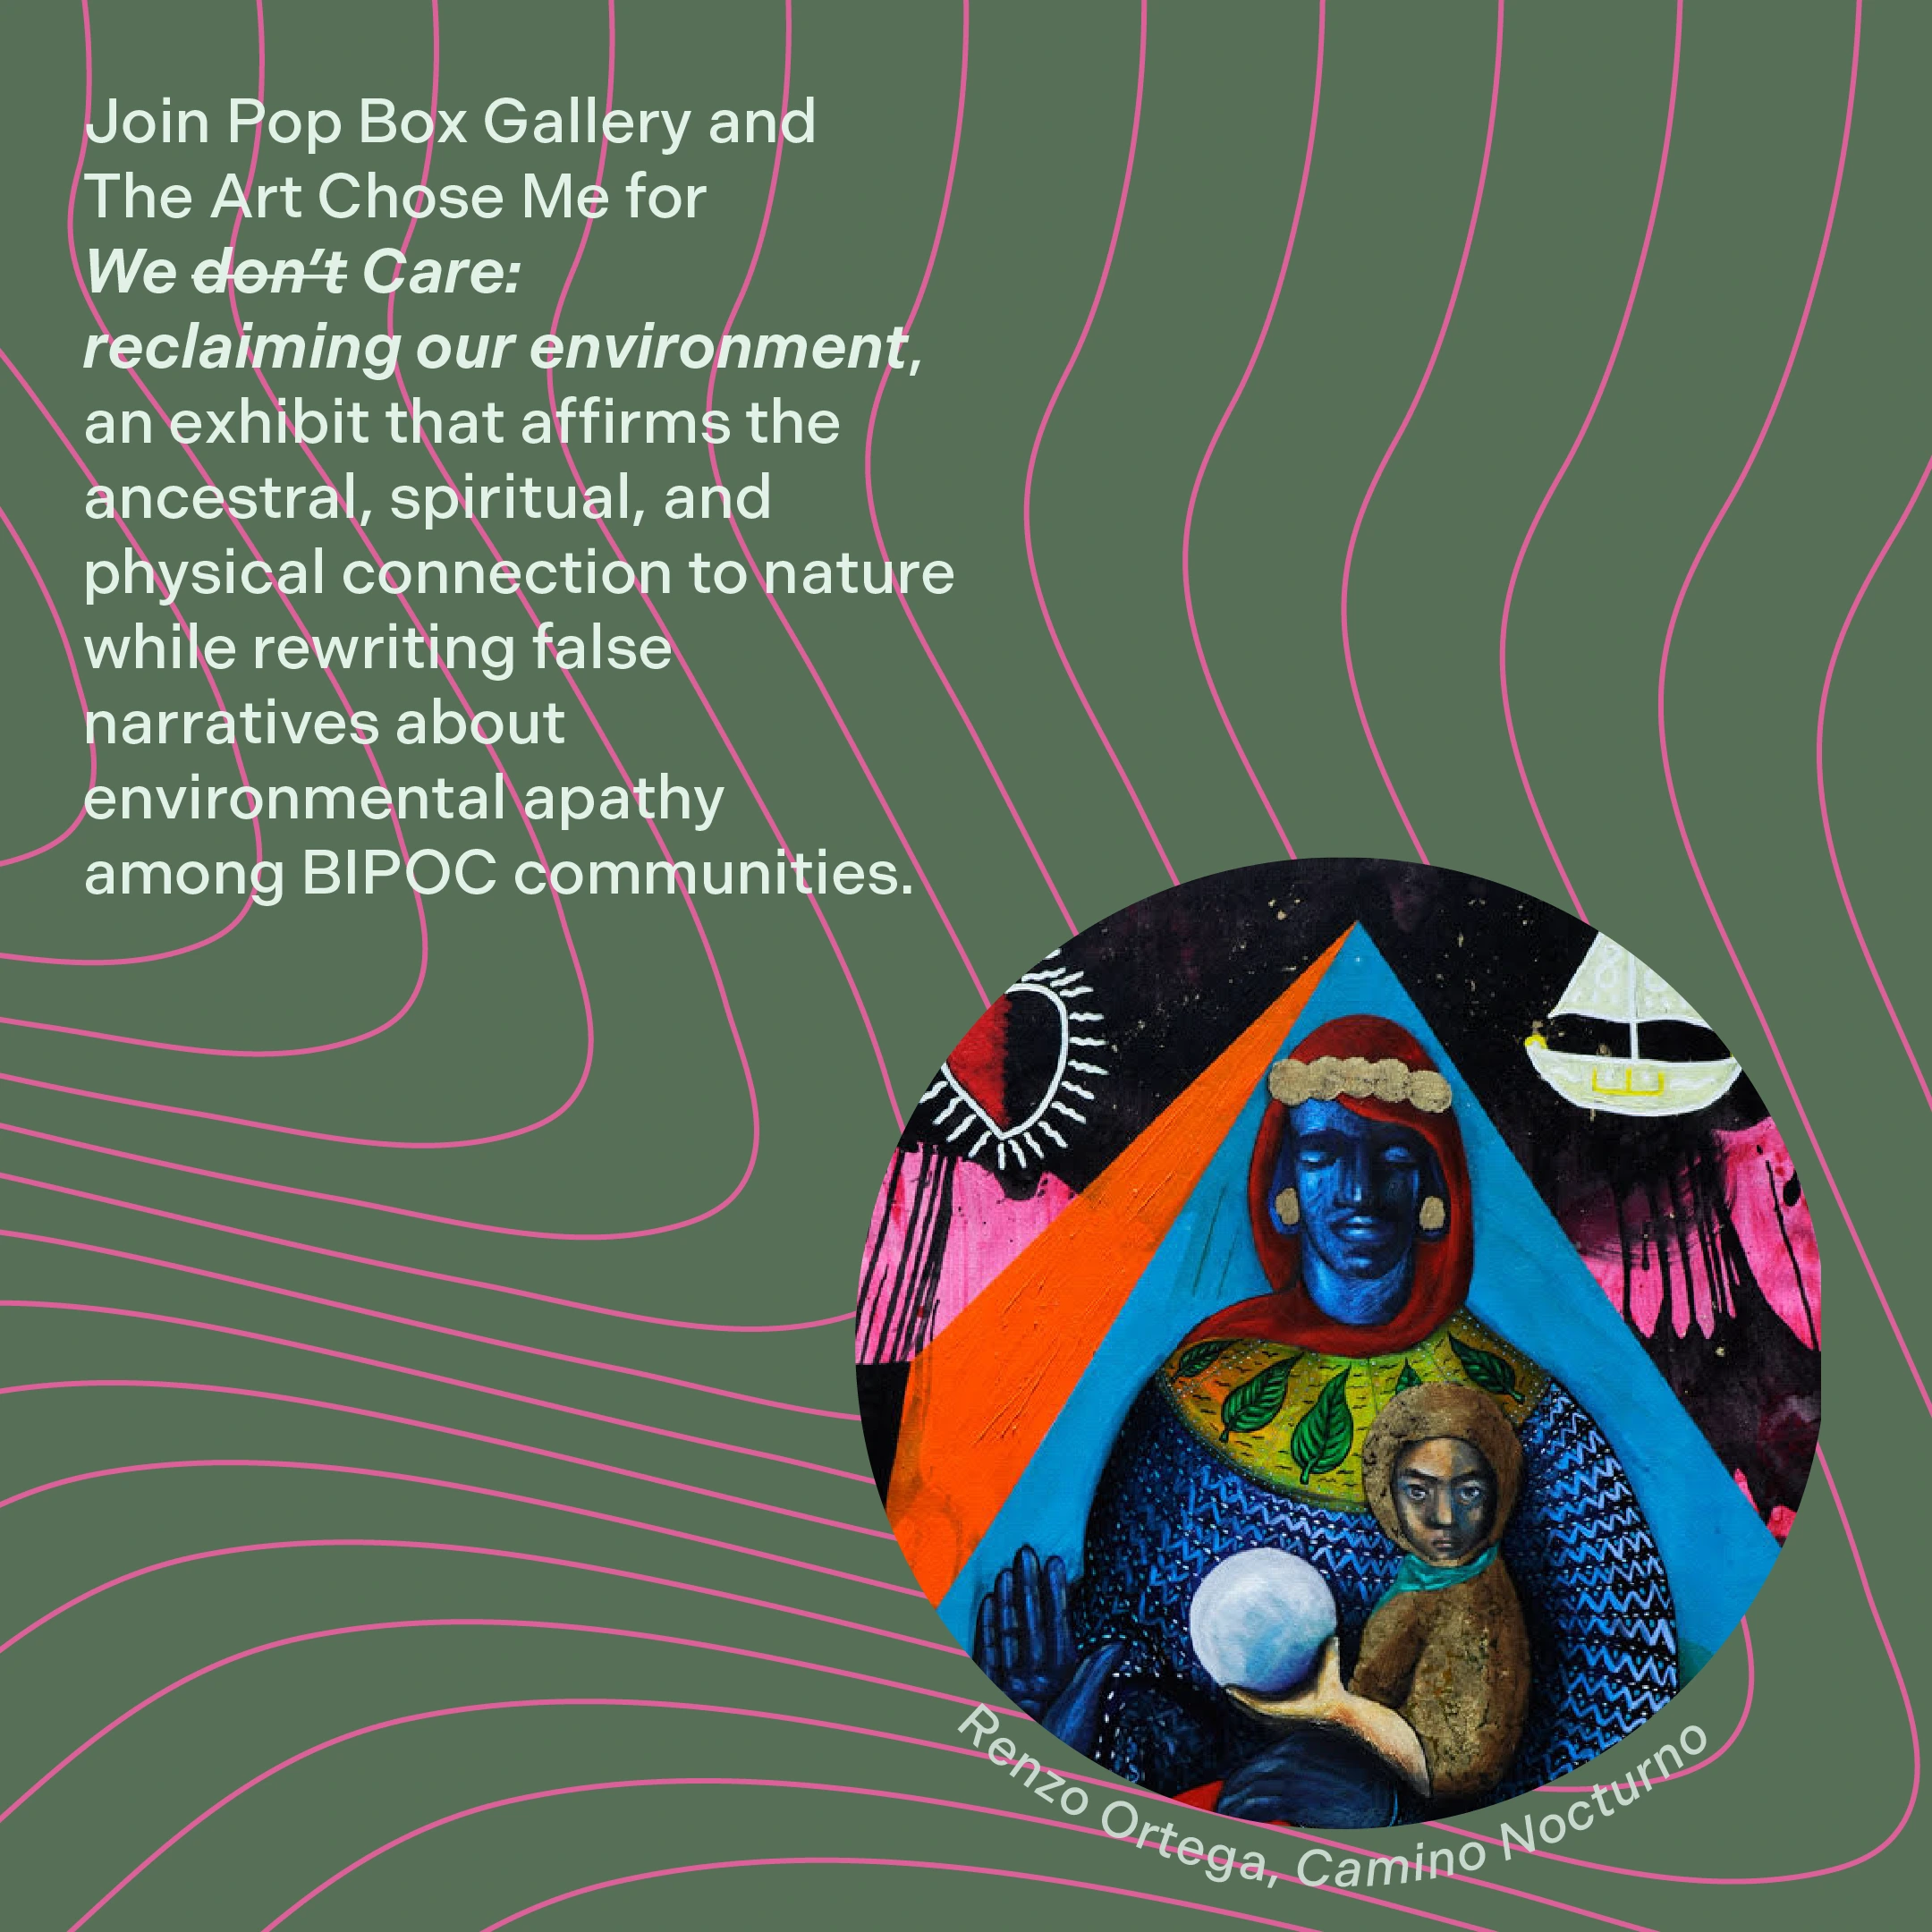 Join Pop Box Gallery and
The Art Chose Me for
We don’t Care:
reclaiming our environment,
an exhibit that affirms the
ancestral, spiritual, and
physical connection to nature
while rewriting false
narratives about
environmental apathy
among BIPOC communities.
Renzo Ortega, Camino Nocturno